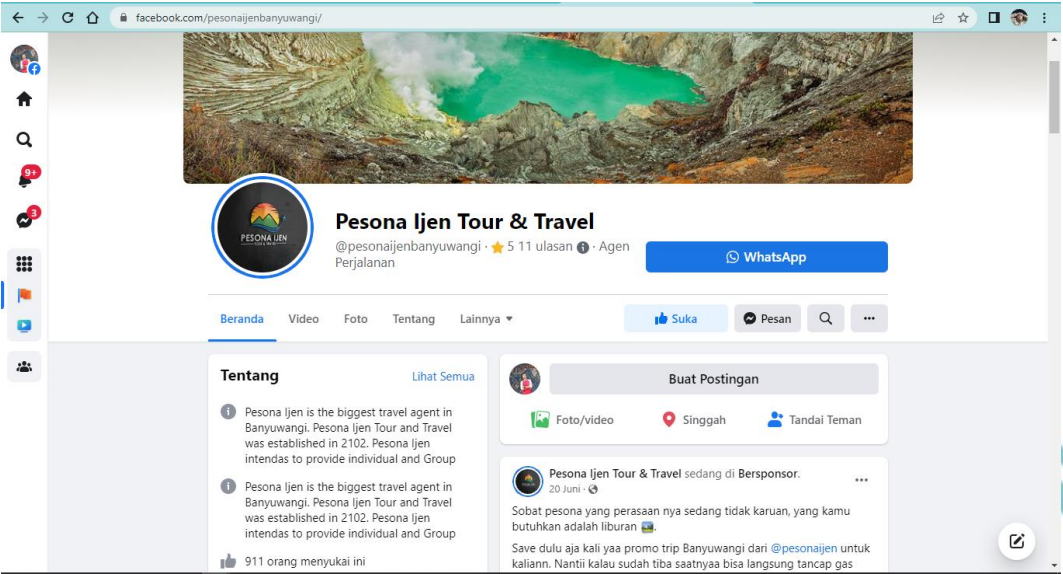 facebook.com/pesonaijenbanyuwangi/
9+
3
PESONA IJEN
Pesona Ijen Tour & Travel
@pesonaijenbanyuwangi · 5 11 ulasan · Agen
Perjalanan
WhatsApp
Beranda Video Foto Tentang Lainnya
Suka Pesan
Tentang Lihat Semua
Pesona Ijen is the biggest travel agent in
Banyuwangi. Pesona Ijen Tour and Travel
was established in 2102. Pesona Ijen
intendas to provide individual and Group
Pesona Ijen is the biggest travel agent in
Banyuwangi. Pesona Ijen Tour and Travel
was established in 2102. Pesona Ijen
intendas to provide individual and Group
911 orang menyukai ini
Buat Postingan
Foto/video Singgah Tandai Teman
Pesona Ijen Tour & Travel sedang di Bersponsor.
20 Juni ·
Sobat pesona yang perasaan nya sedang tidak karuan, yang kamu
butuhkan adalah liburan
Save dulu aja kali yaa promo trip Banyuwangi dari @pesonaijen untuk
kaliann. Nantii kalau sudah tiba saatnyaa bisa langsung tancap gas